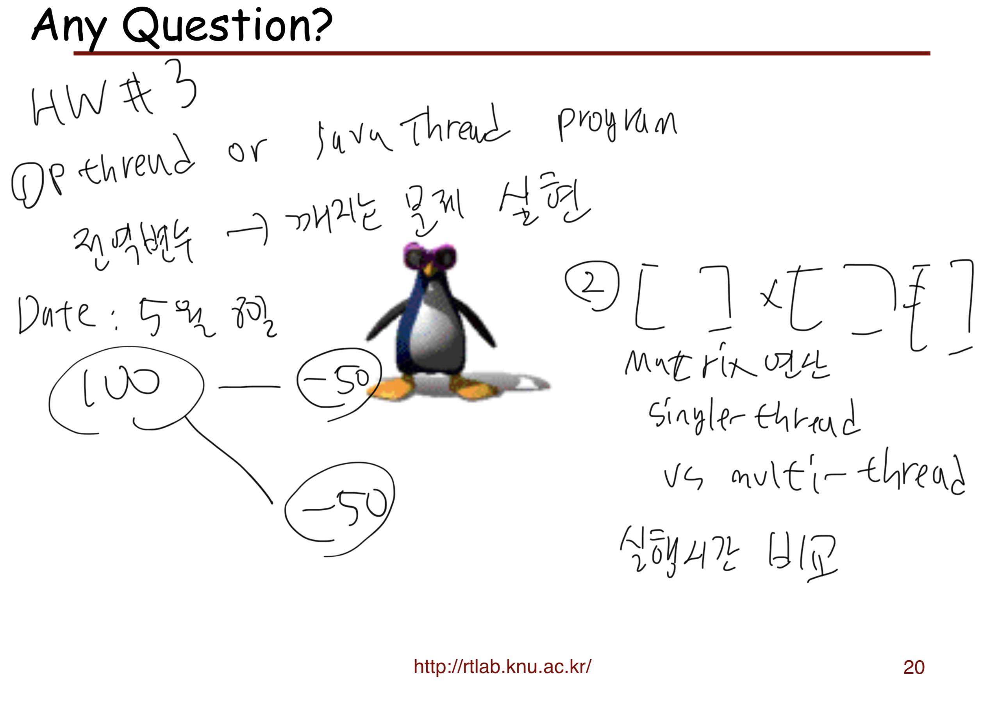 Any Question?
HW # 3
① pthread or java Thread program
전역변수 → 깨지는 문제 실현
Date : 5월 8일
100 — -50
-50
② [ ] × [ ] = [ ]
Matrix 연산
Single-thread
vs multi-thread
실행시간 비교
http://rtlab.knu.ac.kr/
20